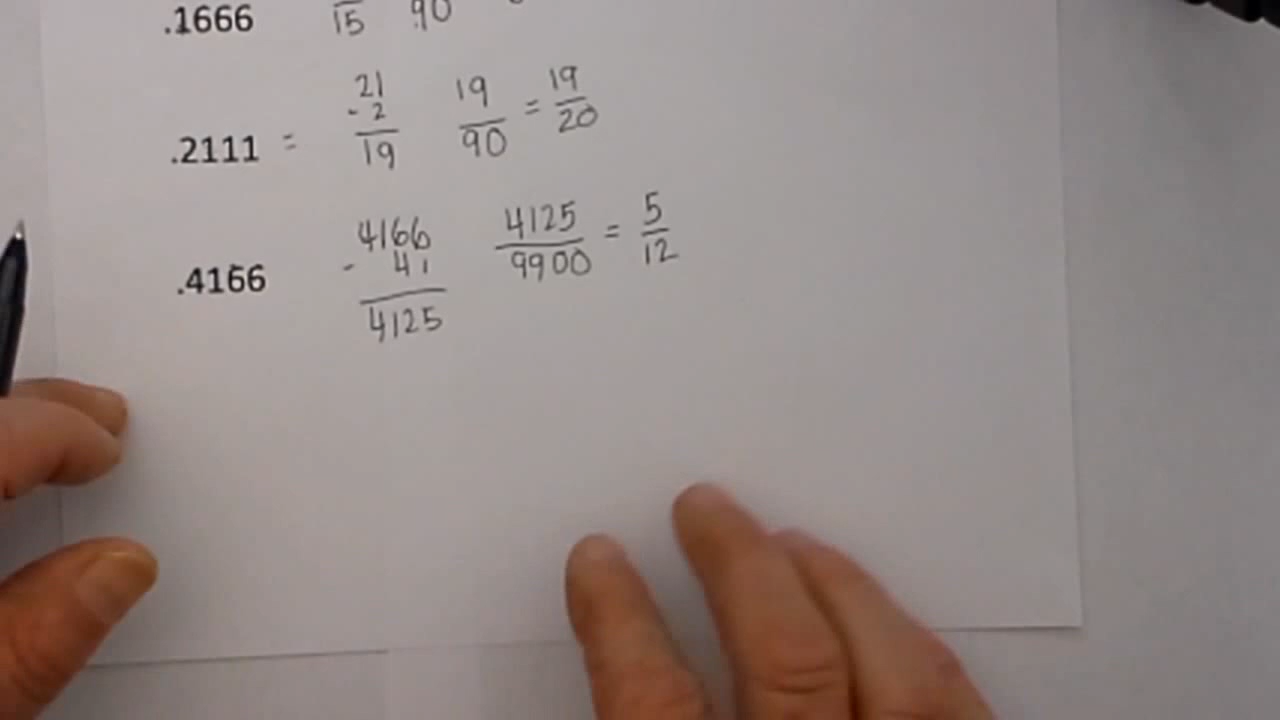 .1666 15 90
.2111 = 21 - 2 19 19/90 = 19/20
.4166 4166 - 41 4125 4125/9900 = 5/12